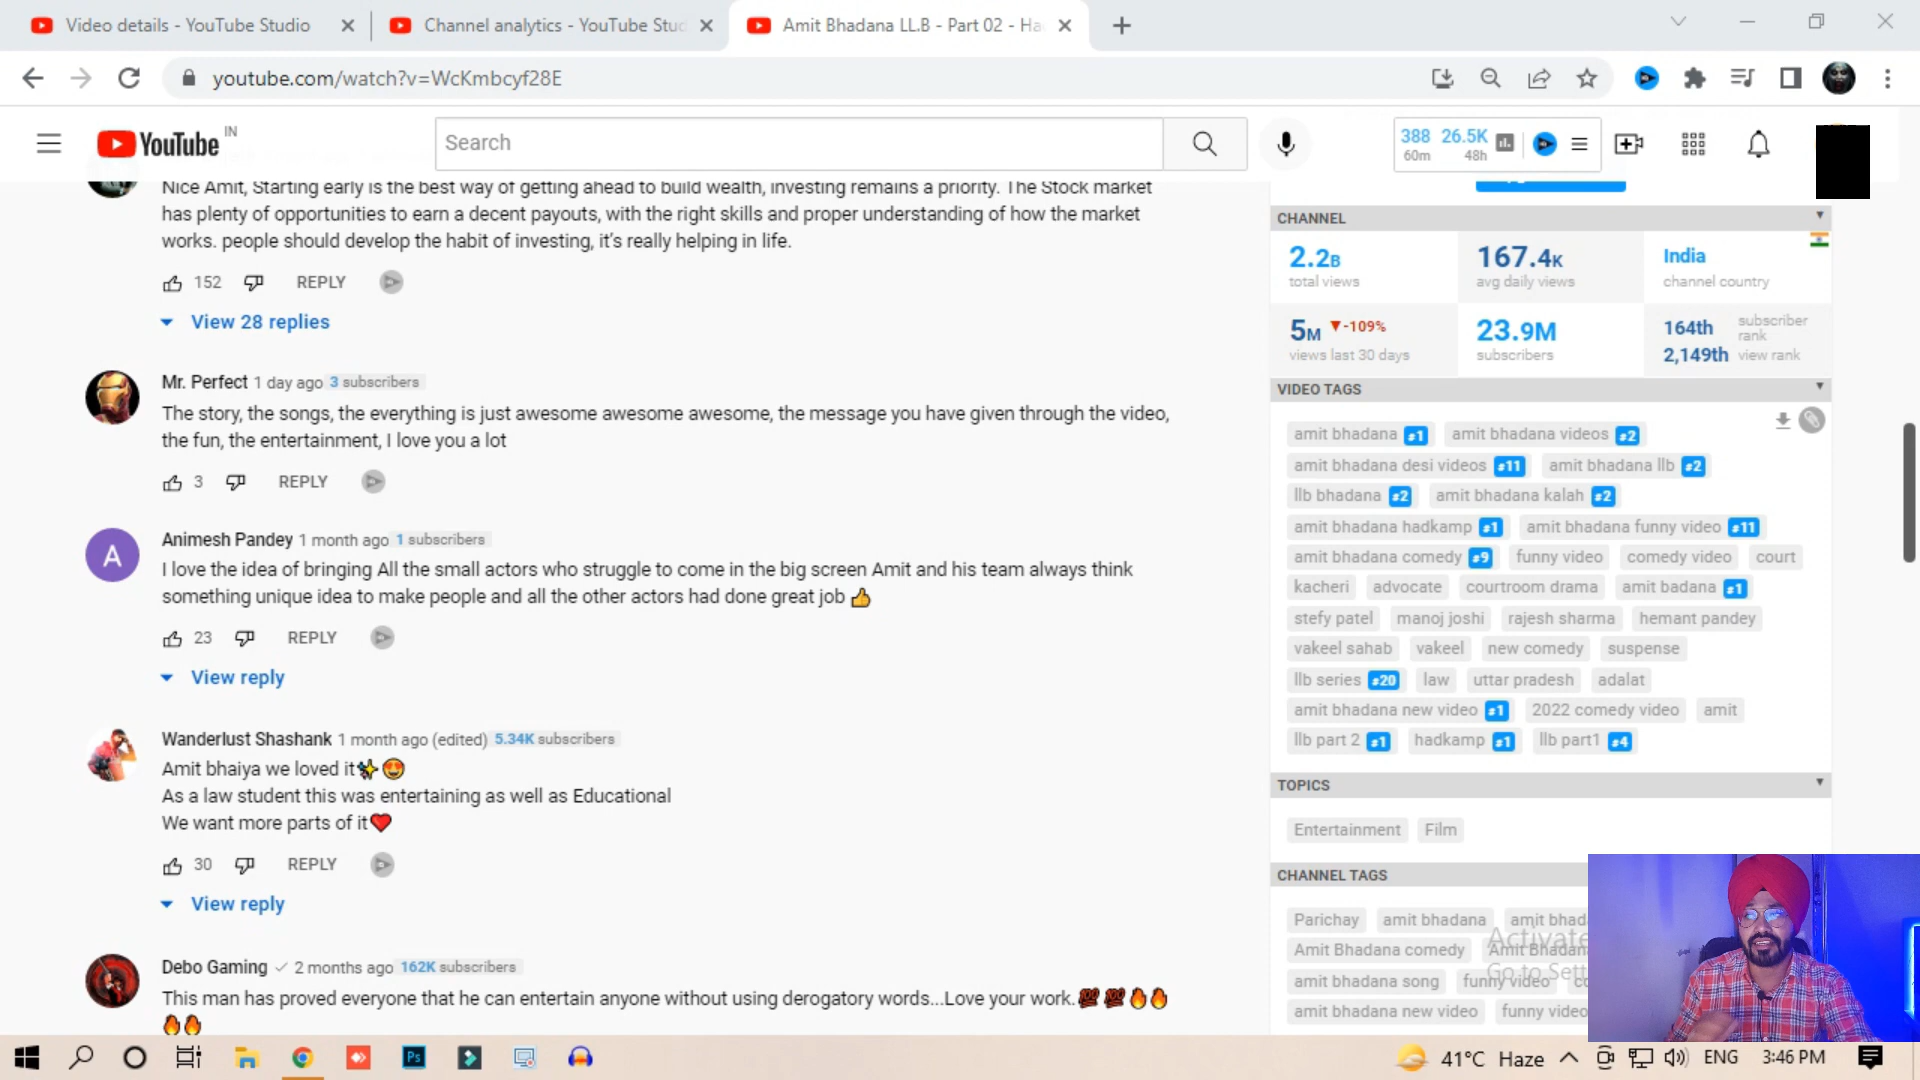 Video details - YouTube Studio
Channel analytics - YouTube Stud
Amit Bhadana LL.B - Part 02 - Ha
youtube.com/watch?v=WcKmbcyf28E
YouTube IN
Search
388 26.5K
60m 48h
Nice Amit, Starting early is the best way of getting ahead to build wealth, investing remains a priority. The Stock market
has plenty of opportunities to earn a decent payouts, with the right skills and proper understanding of how the market
works. people should develop the habit of investing, it's really helping in life.
152 REPLY
View 28 replies
Mr. Perfect 1 day ago 3 subscribers
The story, the songs, the everything is just awesome awesome awesome, the message you have given through the video,
the fun, the entertainment, I love you a lot
3 REPLY
A
Animesh Pandey 1 month ago 1 subscribers
I love the idea of bringing All the small actors who struggle to come in the big screen Amit and his team always think
something unique idea to make people and all the other actors had done great job 👍
23 REPLY
View reply
Wanderlust Shashank 1 month ago (edited) 5.34K subscribers
Amit bhaiya we loved it✨😍
As a law student this was entertaining as well as Educational
We want more parts of it❤️
30 REPLY
View reply
Debo Gaming 2 months ago 162K subscribers
This man has proved everyone that he can entertain anyone without using derogatory words...Love your work.💯💯🔥🔥
🔥🔥
CHANNEL
2.2B 167.4K India
total views avg daily views channel country
5M ▼-109% 23.9M 164th subscriber rank
views last 30 days subscribers 2,149th view rank
VIDEO TAGS
amit bhadana #1 amit bhadana videos #2
amit bhadana desi videos #11 amit bhadana llb #2
llb bhadana #2 amit bhadana kalah #2
amit bhadana hadkamp #1 amit bhadana funny video #11
amit bhadana comedy #9 funny video comedy video court
kacheri advocate courtroom drama amit badana #1
stefy patel manoj joshi rajesh sharma hemant pandey
vakeel sahab vakeel new comedy suspense
llb series #20 law uttar pradesh adalat
amit bhadana new video #1 2022 comedy video amit
llb part 2 #1 hadkamp #1 llb part1 #4
TOPICS
Entertainment Film
CHANNEL TAGS
Parichay amit bhadana amit bhad
Amit Bhadana comedy Amit Bhadan
amit bhadana song funny video co
amit bhadana new video funny video
Activate
Go to Sett
Ps
41°C Haze ENG 3:46 PM